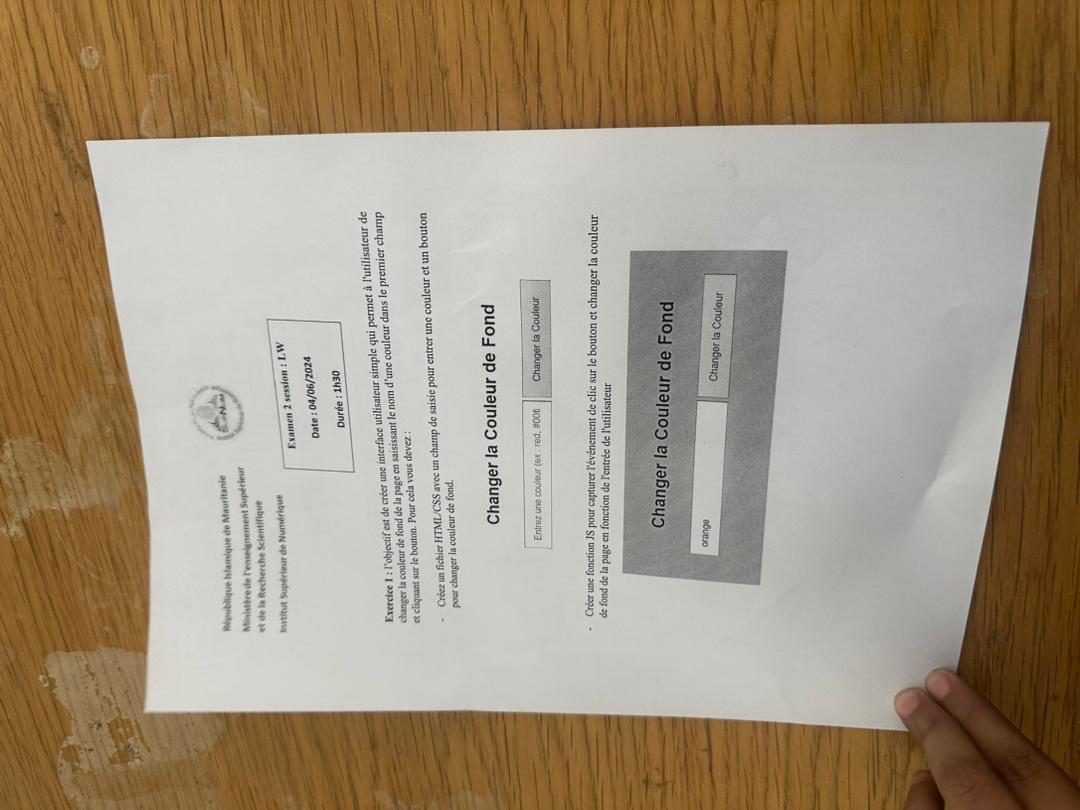 République Islamique de Mauritanie
Ministère de l'enseignement Supérieur
et de la Recherche Scientifique
Institut Supérieur de Numérique
SupNum
Examen 2 session : LW
Date : 04/06/2024
Durée : 1h30
Exercice 1 : l'objectif est de créer une interface utilisateur simple qui permet à l'utilisateur de
changer la couleur de fond de la page en saisissant le nom d'une couleur dans le premier champ
et cliquant sur le bouton. Pour cela vous devez :
- Créez un fichier HTML/CSS avec un champ de saisie pour entrer une couleur et un bouton
pour changer la couleur de fond.
Changer la Couleur de Fond
Entrez une couleur (ex : red, #00f
Changer la Couleur
- Créer une fonction JS pour capturer l'événement de clic sur le bouton et changer la couleur
de fond de la page en fonction de l'entrée de l'utilisateur
Changer la Couleur de Fond
orange
Changer la Couleur